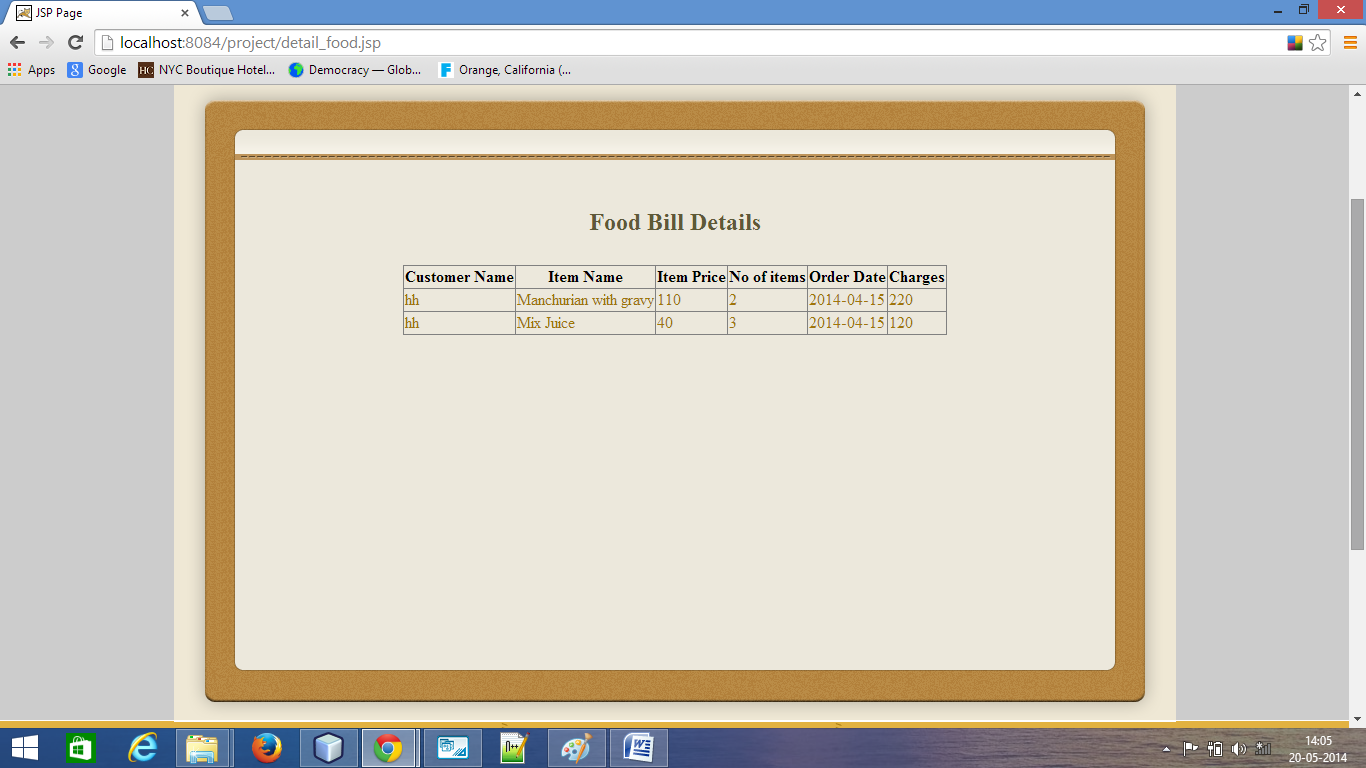 JSP Page
localhost:8084/project/detail_food.jsp
Apps Google HC NYC Boutique Hotel... Democracy — Glob... Orange, California (...
Food Bill Details
Customer Name Item Name Item Price No of items Order Date Charges
hh Manchurian with gravy 110 2 2014-04-15 220
hh Mix Juice 40 3 2014-04-15 120
14:05
20-05-2014